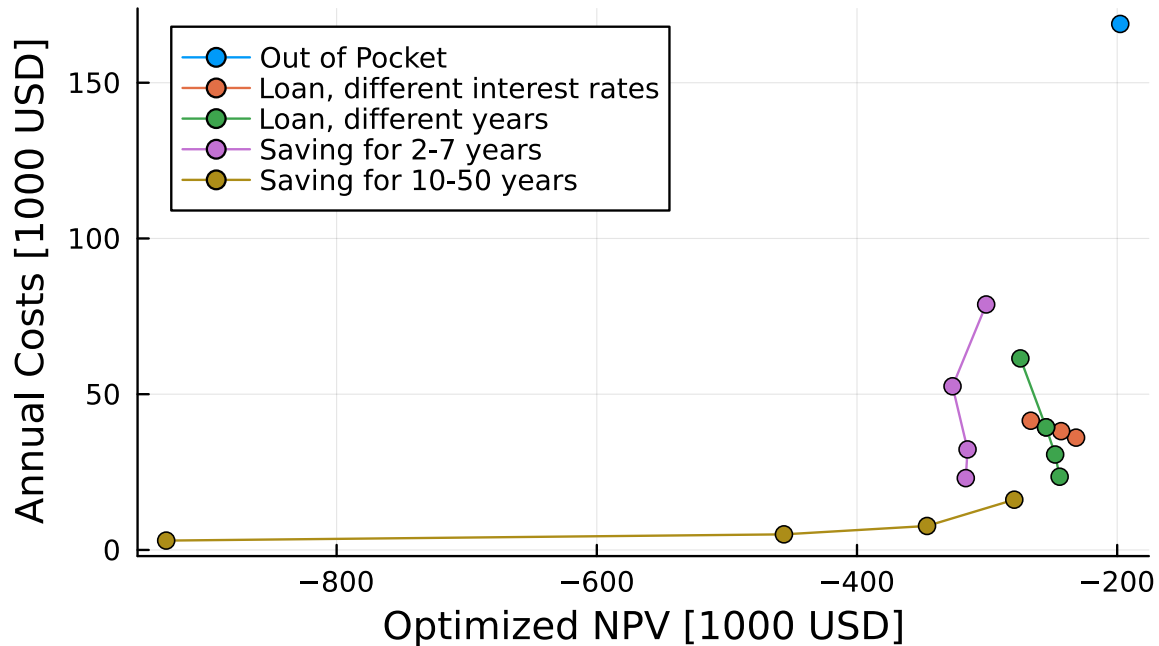 Annual Costs [1000 USD]
150
100
50
0
Out of Pocket
Loan, different interest rates
Loan, different years
Saving for 2-7 years
Saving for 10-50 years
−800
−600
−400
−200
Optimized NPV [1000 USD]